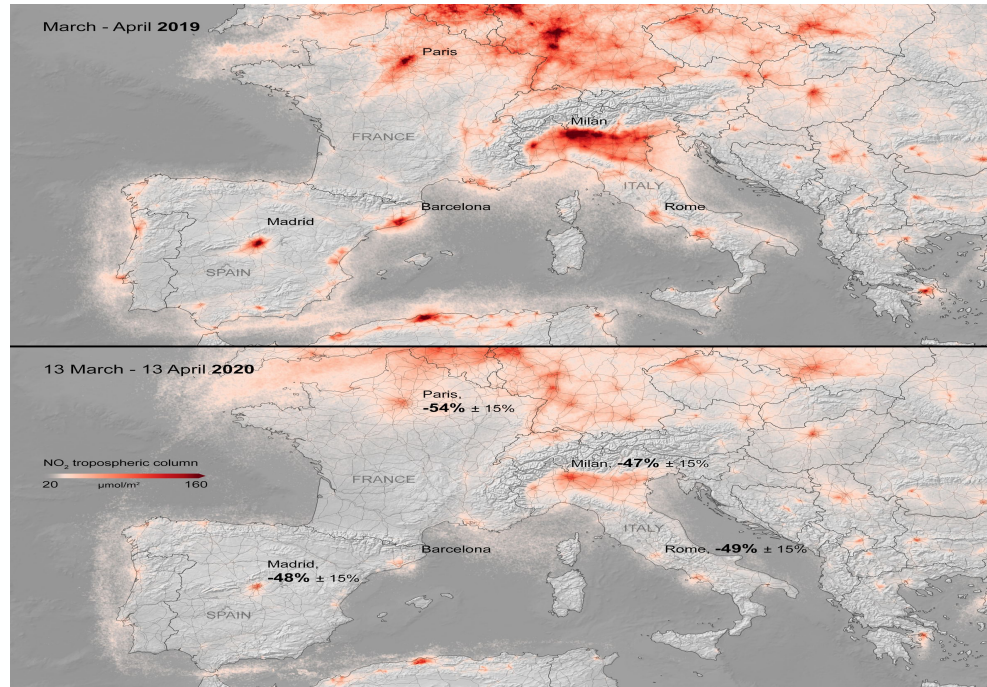 March - April 2019
Paris
FRANCE
Milan
ITALY
Barcelona
Rome
Madrid
SPAIN
13 March - 13 April 2020
Paris,
-54% ± 15%
NO₂ tropospheric column
20 µmol/m² 160
Milan, -47% ± 15%
FRANCE
ITALY
Barcelona
Rome, -49% ± 15%
Madrid,
-48% ± 15%
SPAIN